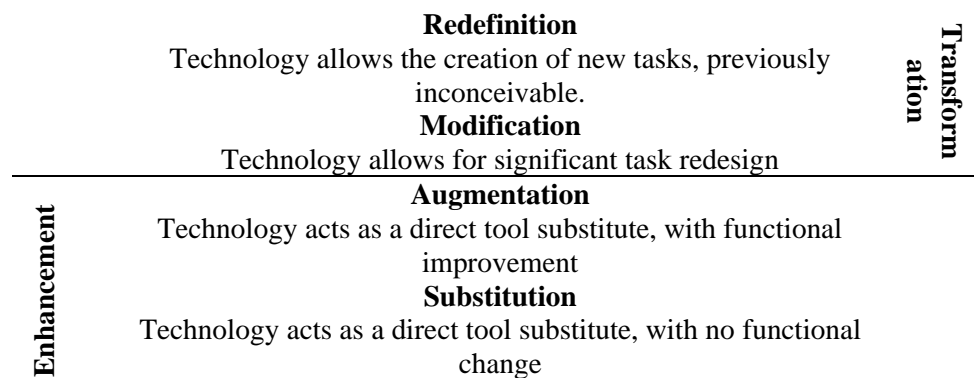 Redefinition
Technology allows the creation of new tasks, previously
inconceivable.
Modification
Technology allows for significant task redesign
Transform
ation
Augmentation
Technology acts as a direct tool substitute, with functional
improvement
Substitution
Technology acts as a direct tool substitute, with no functional
change
Enhancement